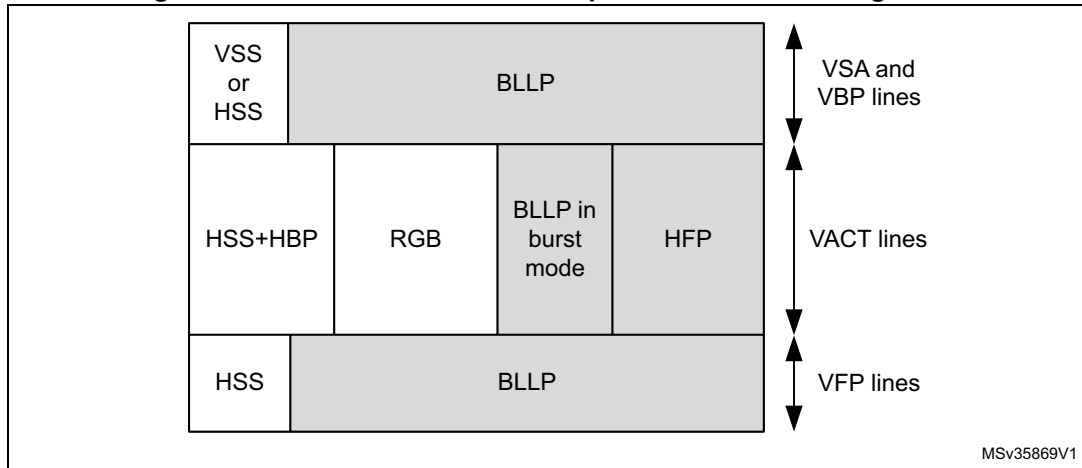 VSS
or
HSS
BLLP
VSA and
VBP lines
HSS+HBP
RGB
BLLP in
burst
mode
HFP
VACT lines
HSS
BLLP
VFP lines
MSv35869V1